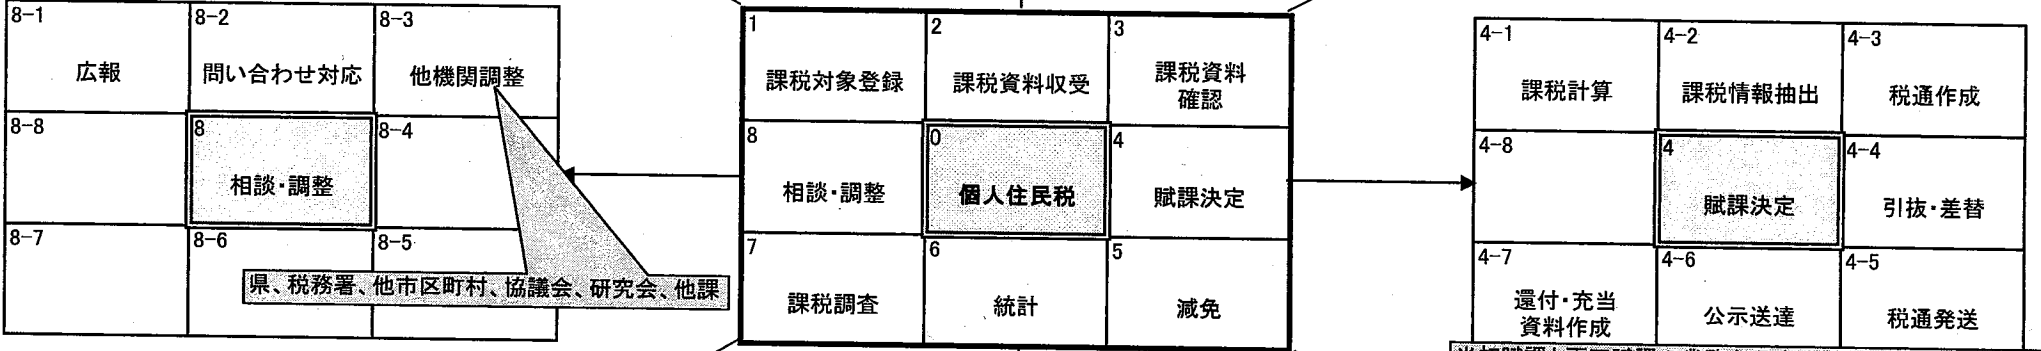 8-1
広報
8-2
問い合わせ対応
8-3
他機関調整
8-8
8
相談・調整
8-4
8-7
8-6
8-5
県、税務署、他市区町村、協議会、研究会、他課
1
課税対象登録
2
課税資料収受
3
課税資料
確認
8
相談・調整
0
個人住民税
4
賦課決定
7
課税調査
6
統計
5
減免
4-1
課税計算
4-2
課税情報抽出
4-3
税通作成
4-8
4
賦課決定
4-4
引抜・差替
4-7
還付・充当
資料作成
4-6
公示送達
4-5
税通発送